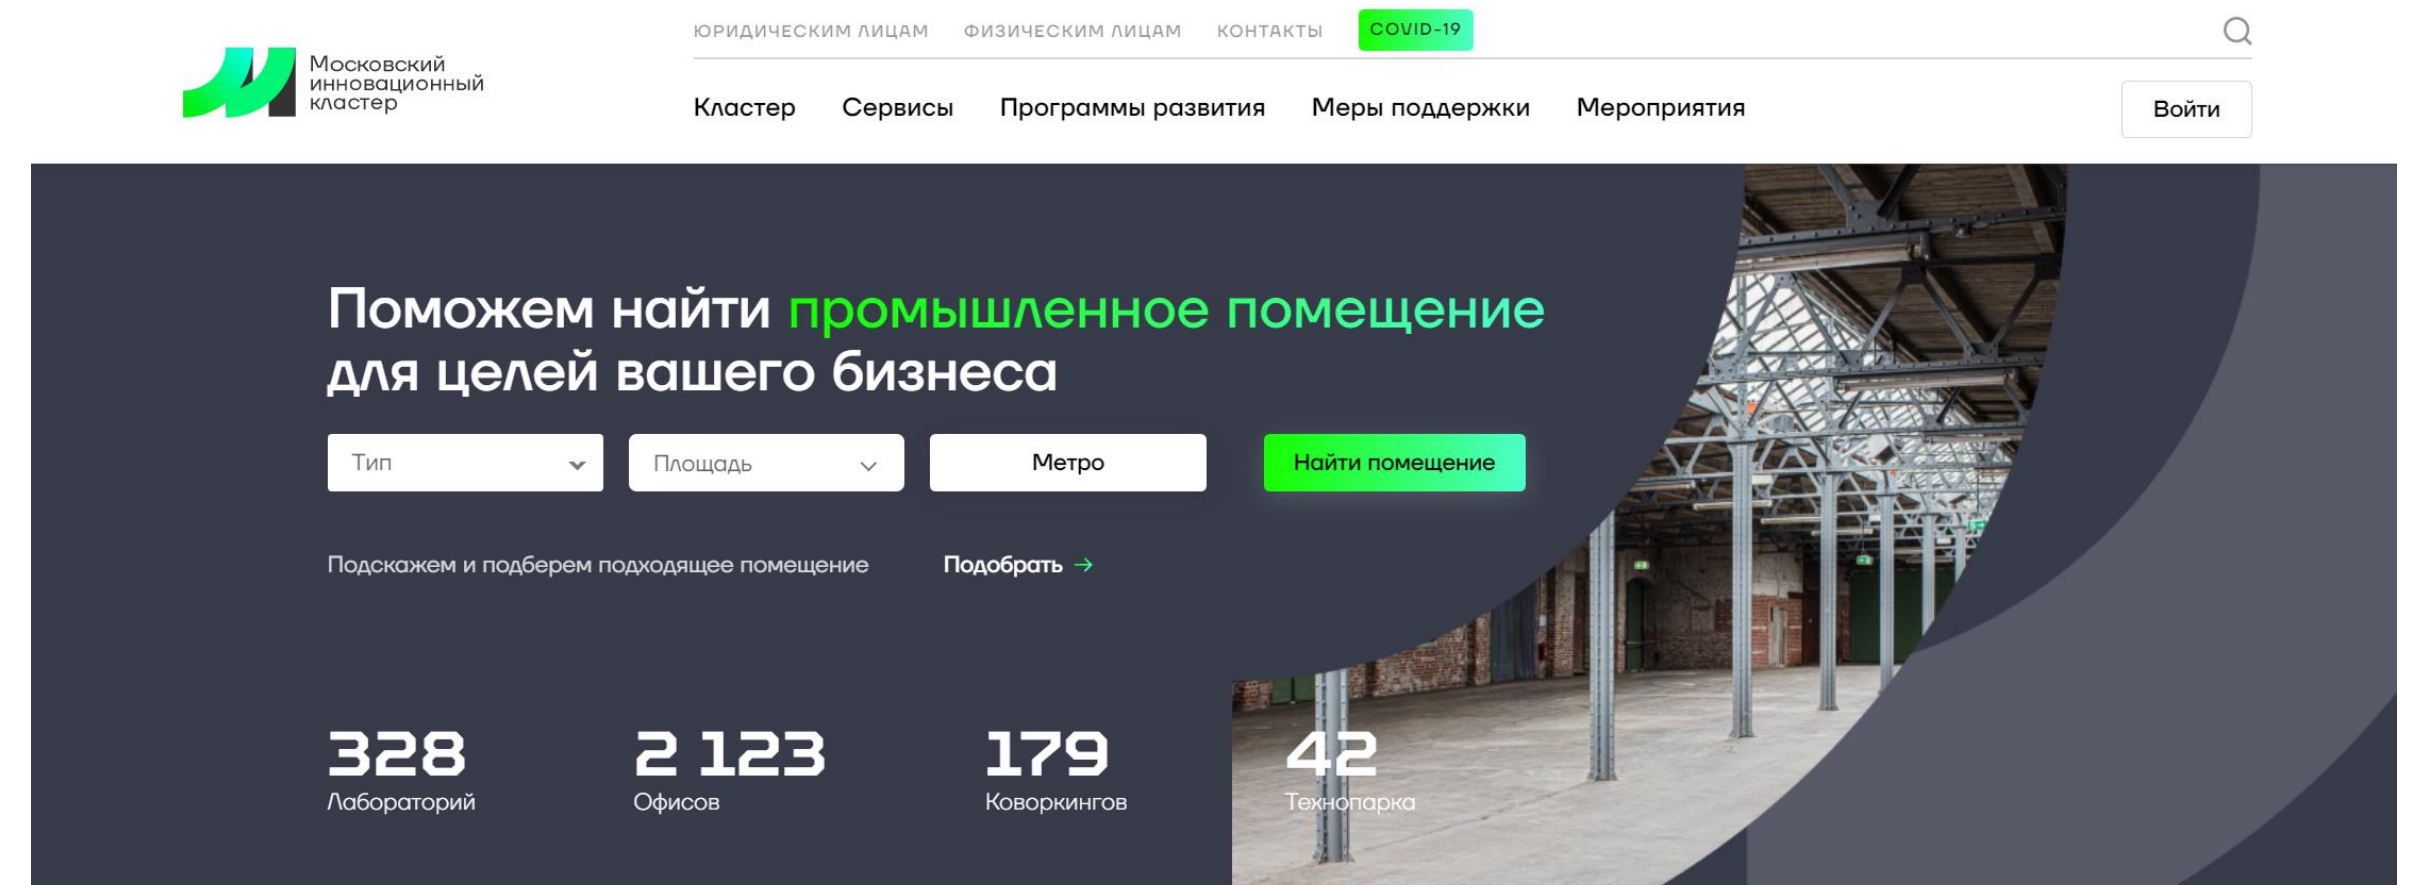 ЮРИДИЧЕСКИМ ЛИЦАМ ФИЗИЧЕСКИМ ЛИЦАМ КОНТАКТЫ COVID-19
Московский
инновационный
кластер
Кластер Сервисы Программы развития Меры поддержки Мероприятия Войти
Поможем найти промышленное помещение
для целей вашего бизнеса
Тип Площадь Метро Найти помещение
Подскажем и подберем подходящее помещение Подобрать →
328 2 123 179 42
Лабораторий Офисов Коворкингов Технопарка